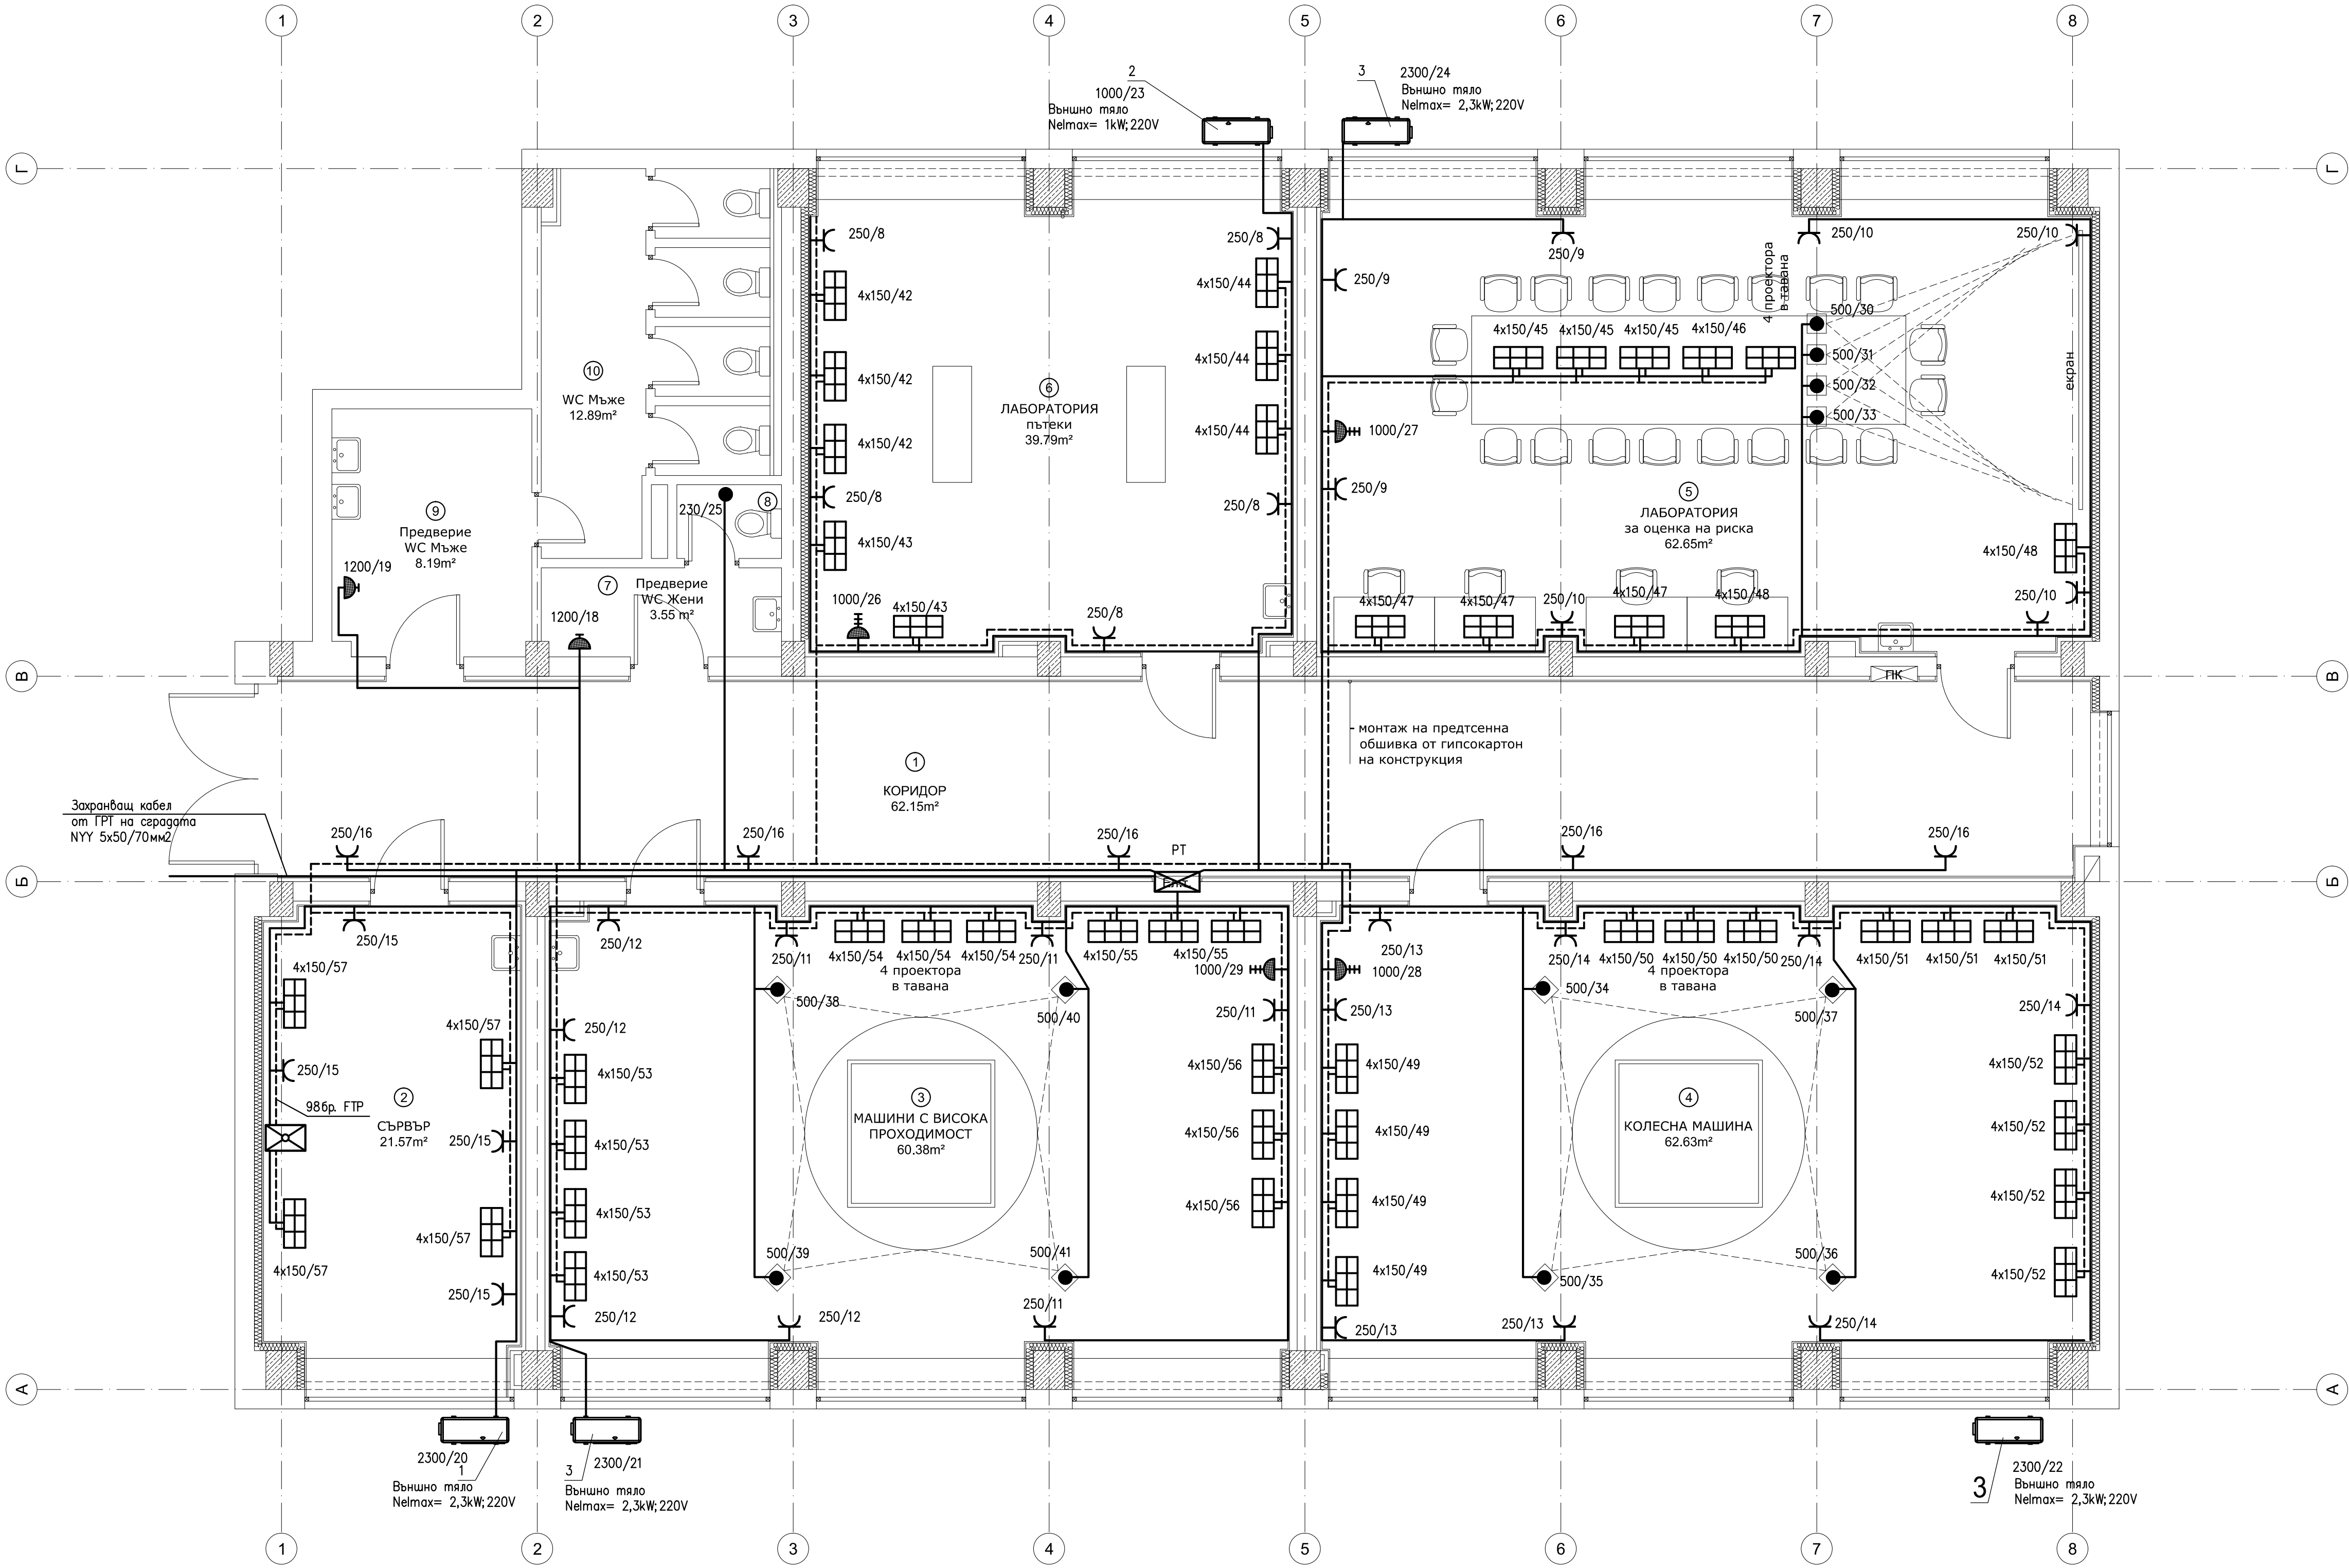 1 2 3 4 5 6 7 8
2
1000/23
Външно тяло
Nelmax= 1kW;220V
3
2300/24
Външно тяло
Nelmax= 2,3kW;220V
Г Г
250/8
250/8
4x150/42
4x150/44
4x150/42
4x150/44
4x150/42
4x150/44
250/8
250/8
4x150/43
1000/26
4x150/43
250/8
6
ЛАБОРАТОРИЯ
пътеки
39.79m²
10
WC Мъже
12.89m²
9
Предверие
WC Мъже
8.19m²
1200/19
230/25
8
7
Предверие
WC Жени
3.55 m²
1200/18
250/9
250/9
250/10
250/10
4 проектора
в тавана
500/30
500/31
500/32
500/33
4x150/45
4x150/45
4x150/45
4x150/46
екран
1000/27
250/9
5
ЛАБОРАТОРИЯ
за оценка на риска
62.65m²
4x150/48
4x150/47
4x150/47
250/10
4x150/47
4x150/48
250/10
В В
ПК
монтаж на предтсенна
обшивка от гипсокартон
на конструкция
1
КОРИДОР
62.15m²
Захранващ кабел
от ГРТ на сградата
NYY 5x50/70мм2
250/16
250/16
250/16
РТ
250/16
250/16
Б Б
Ел.т.
250/15
250/12
250/11
4x150/54
4x150/54
4x150/54
250/11
4x150/55
4x150/55
4 проектора
в тавана
1000/29
250/13
1000/28
250/14
4x150/50
4x150/50
4x150/50
250/14
4x150/51
4x150/51
4x150/51
4 проектора
в тавана
4x150/57
4x150/57
250/15
98бр. FTP
2
СЪРВЪР
21.57m²
250/15
4x150/57
4x150/57
250/15
250/12
4x150/53
4x150/53
4x150/53
4x150/53
250/12
500/38
500/40
250/11
4x150/56
4x150/56
4x150/56
3
МАШИНИ С ВИСОКА
ПРОХОДИМОСТ
60.38m²
500/39
500/41
250/12
250/11
250/13
4x150/49
4x150/49
4x150/49
4x150/49
250/13
500/34
500/37
250/14
4x150/52
4x150/52
4x150/52
4x150/52
4
КОЛЕСНА МАШИНА
62.63m²
500/35
500/36
250/13
250/14
А А
2300/20
1
Външно тяло
Nelmax= 2,3kW;220V
3
2300/21
Външно тяло
Nelmax= 2,3kW;220V
3
2300/22
Външно тяло
Nelmax= 2,3kW;220V
1 2 3 4 5 6 7 8